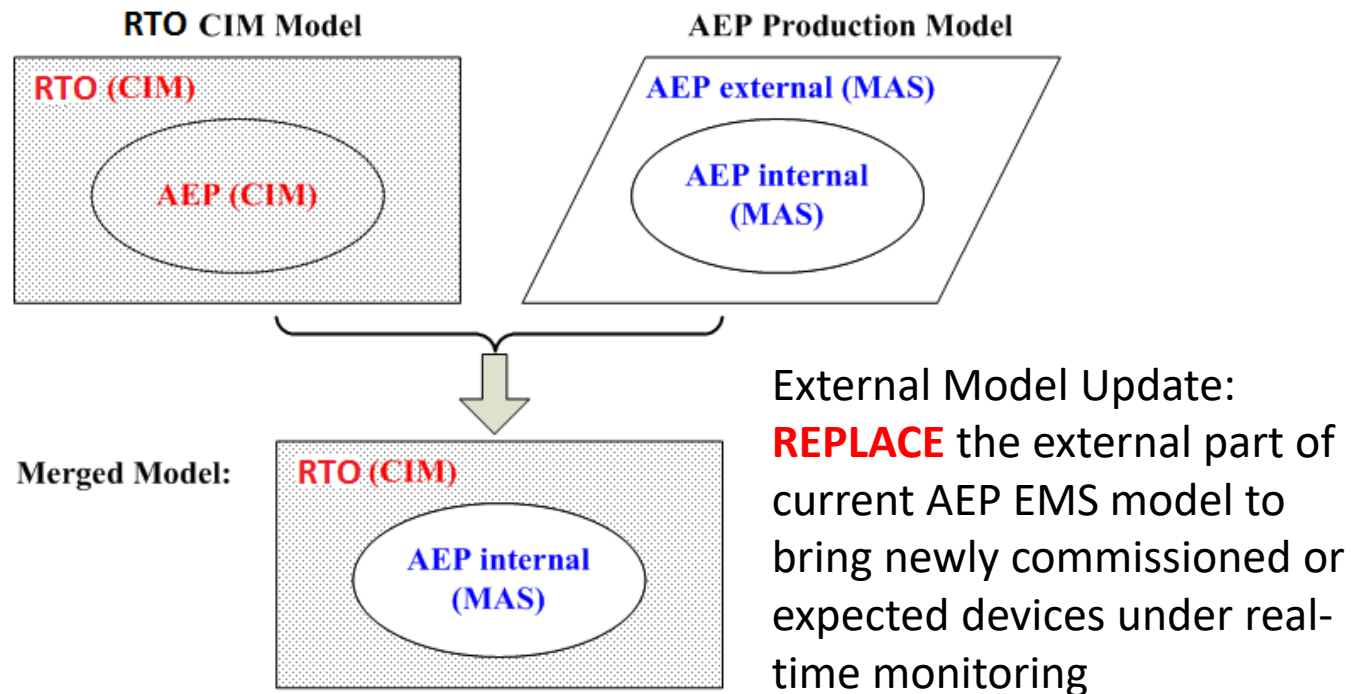 RTO CIM Model
AEP Production Model
RTO (CIM)
AEP (CIM)
AEP external (MAS)
AEP internal
(MAS)
Merged Model:
RTO (CIM)
AEP internal
(MAS)
External Model Update:
REPLACE the external part of
current AEP EMS model to
bring newly commissioned or
expected devices under real-
time monitoring